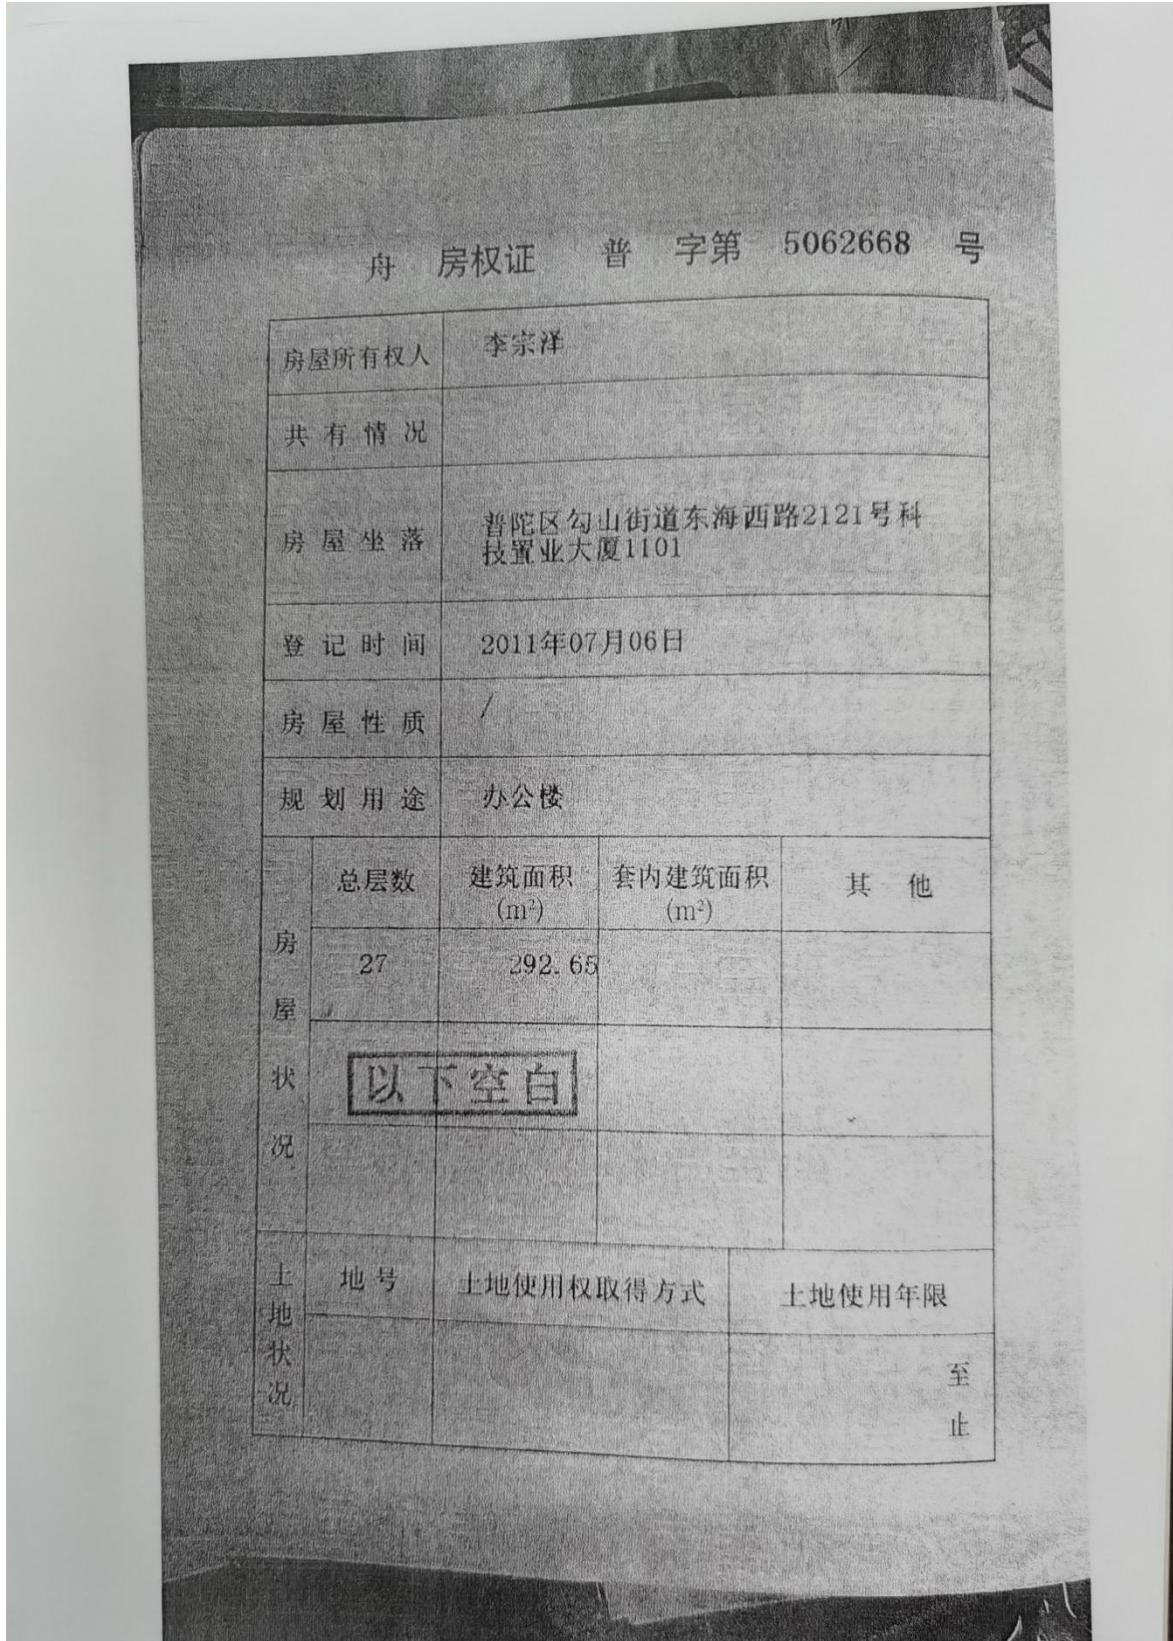 舟 房权证 普 字第 5062668 号
房屋所有权人 李宗泽
共有情况
房屋坐落 普陀区勾山街道东海西路2121号科
技置业大厦1101
登记时间 2011年07月06日
房屋性质 /
规划用途 办公楼
房屋状况
总层数 建筑面积 套内建筑面积 其他
(m²) (m²)
27 292.65
以下空白
土地状况
地号 土地使用权取得方式 土地使用年限
至
止